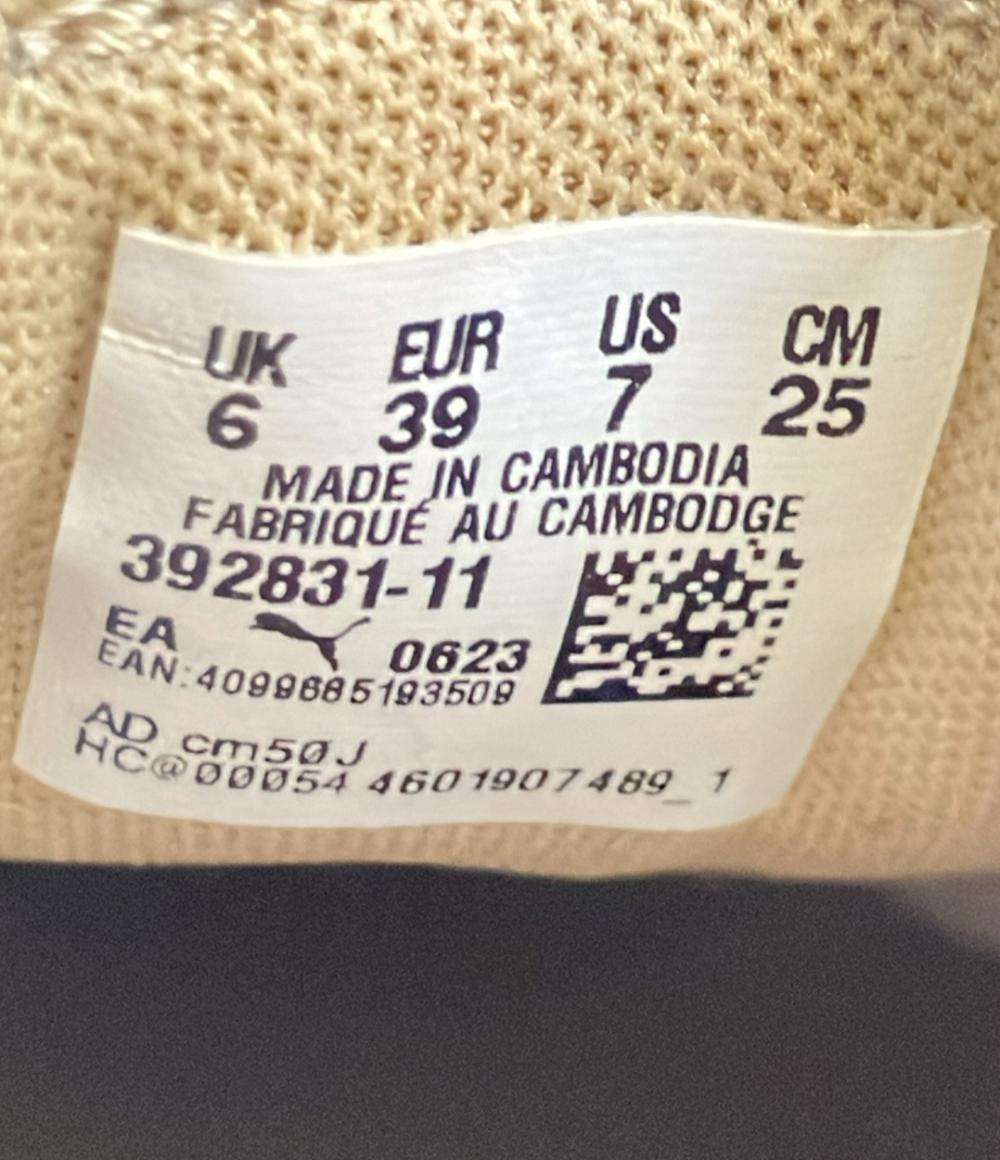 UK EUR US CM
6 39 7 25
MADE IN CAMBODIA
FABRIQUÉ AU CAMBODGE
392831-11
EA 0623
EAN:4099685193509
AD cm50J
HC@00054 4601907489_1